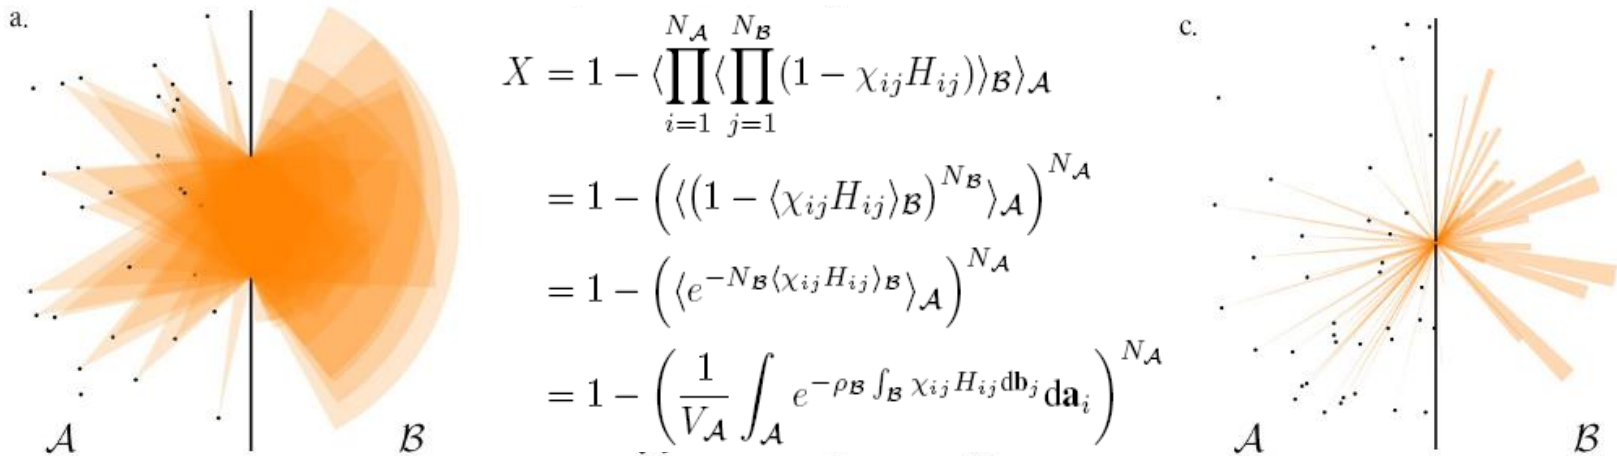 a.
X = 1 − ⟨∏_{i=1}^{N_𝓐} ⟨∏_{j=1}^{N_𝓑} (1 − χ_{ij} H_{ij})⟩_𝓑⟩_𝓐
= 1 − (⟨(1 − ⟨χ_{ij} H_{ij}⟩_𝓑)^{N_𝓑}⟩_𝓐)^{N_𝓐}
= 1 − (⟨e^{−N_𝓑⟨χ_{ij} H_{ij}⟩_𝓑}⟩_𝓐)^{N_𝓐}
= 1 − (1/V_𝓐 ∫_𝓐 e^{−ρ_𝓑 ∫_𝓑 χ_{ij} H_{ij} d𝐛_j} d𝐚_i)^{N_𝓐}
𝓐 𝓑
c.
𝓐 𝓑